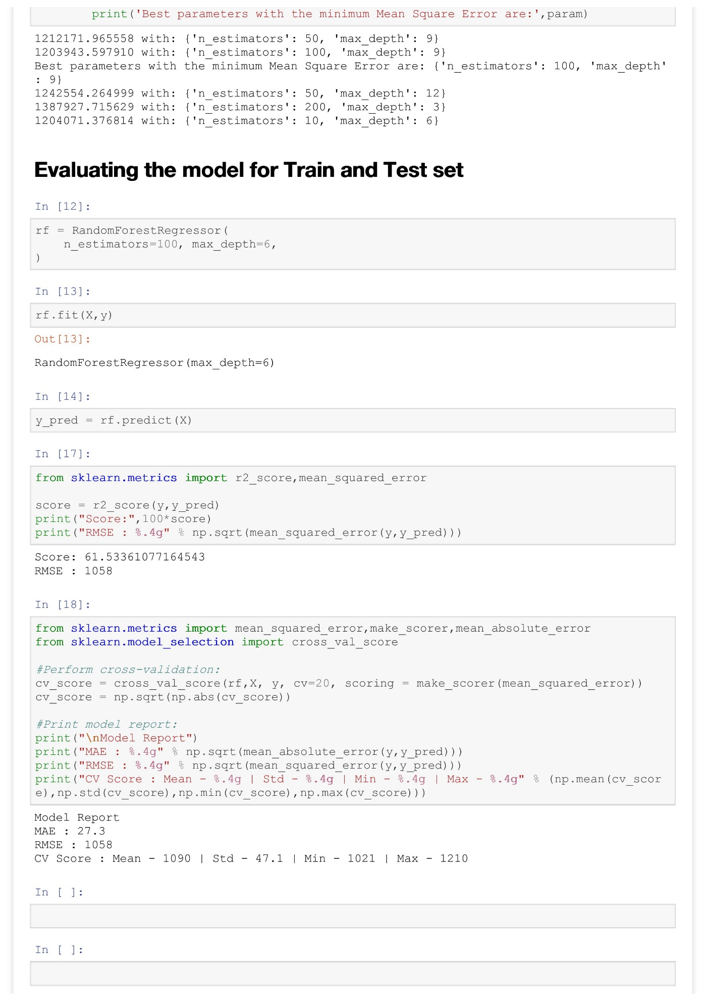 print('Best parameters with the minimum Mean Square Error are:',param)
1212171.965558 with: {'n_estimators': 50, 'max_depth': 9}
1203943.597910 with: {'n_estimators': 100, 'max_depth': 9}
Best parameters with the minimum Mean Square Error are: {'n_estimators': 100, 'max_depth'
: 9}
1242554.264999 with: {'n_estimators': 50, 'max_depth': 12}
1387927.715629 with: {'n_estimators': 200, 'max_depth': 3}
1204071.376814 with: {'n_estimators': 10, 'max_depth': 6}
Evaluating the model for Train and Test set
In [12]:
rf = RandomForestRegressor(
    n_estimators=100, max_depth=6,
)
In [13]:
rf.fit(X,y)
Out[13]:
RandomForestRegressor(max_depth=6)
In [14]:
y_pred = rf.predict(X)
In [17]:
from sklearn.metrics import r2_score,mean_squared_error
score = r2_score(y,y_pred)
print("Score:",100*score)
print("RMSE : %.4g" % np.sqrt(mean_squared_error(y,y_pred)))
Score: 61.53361077164543
RMSE : 1058
In [18]:
from sklearn.metrics import mean_squared_error,make_scorer,mean_absolute_error
from sklearn.model_selection import cross_val_score
#Perform cross-validation:
cv_score = cross_val_score(rf,X, y, cv=20, scoring = make_scorer(mean_squared_error))
cv_score = np.sqrt(np.abs(cv_score))
#Print model report:
print("\nModel Report")
print("MAE : %.4g" % np.sqrt(mean_absolute_error(y,y_pred)))
print("RMSE : %.4g" % np.sqrt(mean_squared_error(y,y_pred)))
print("CV Score : Mean - %.4g | Std - %.4g | Min - %.4g | Max - %.4g" % (np.mean(cv_scor
e),np.std(cv_score),np.min(cv_score),np.max(cv_score)))
Model Report
MAE : 27.3
RMSE : 1058
CV Score : Mean - 1090 | Std - 47.1 | Min - 1021 | Max - 1210
In [ ]:
In [ ]: